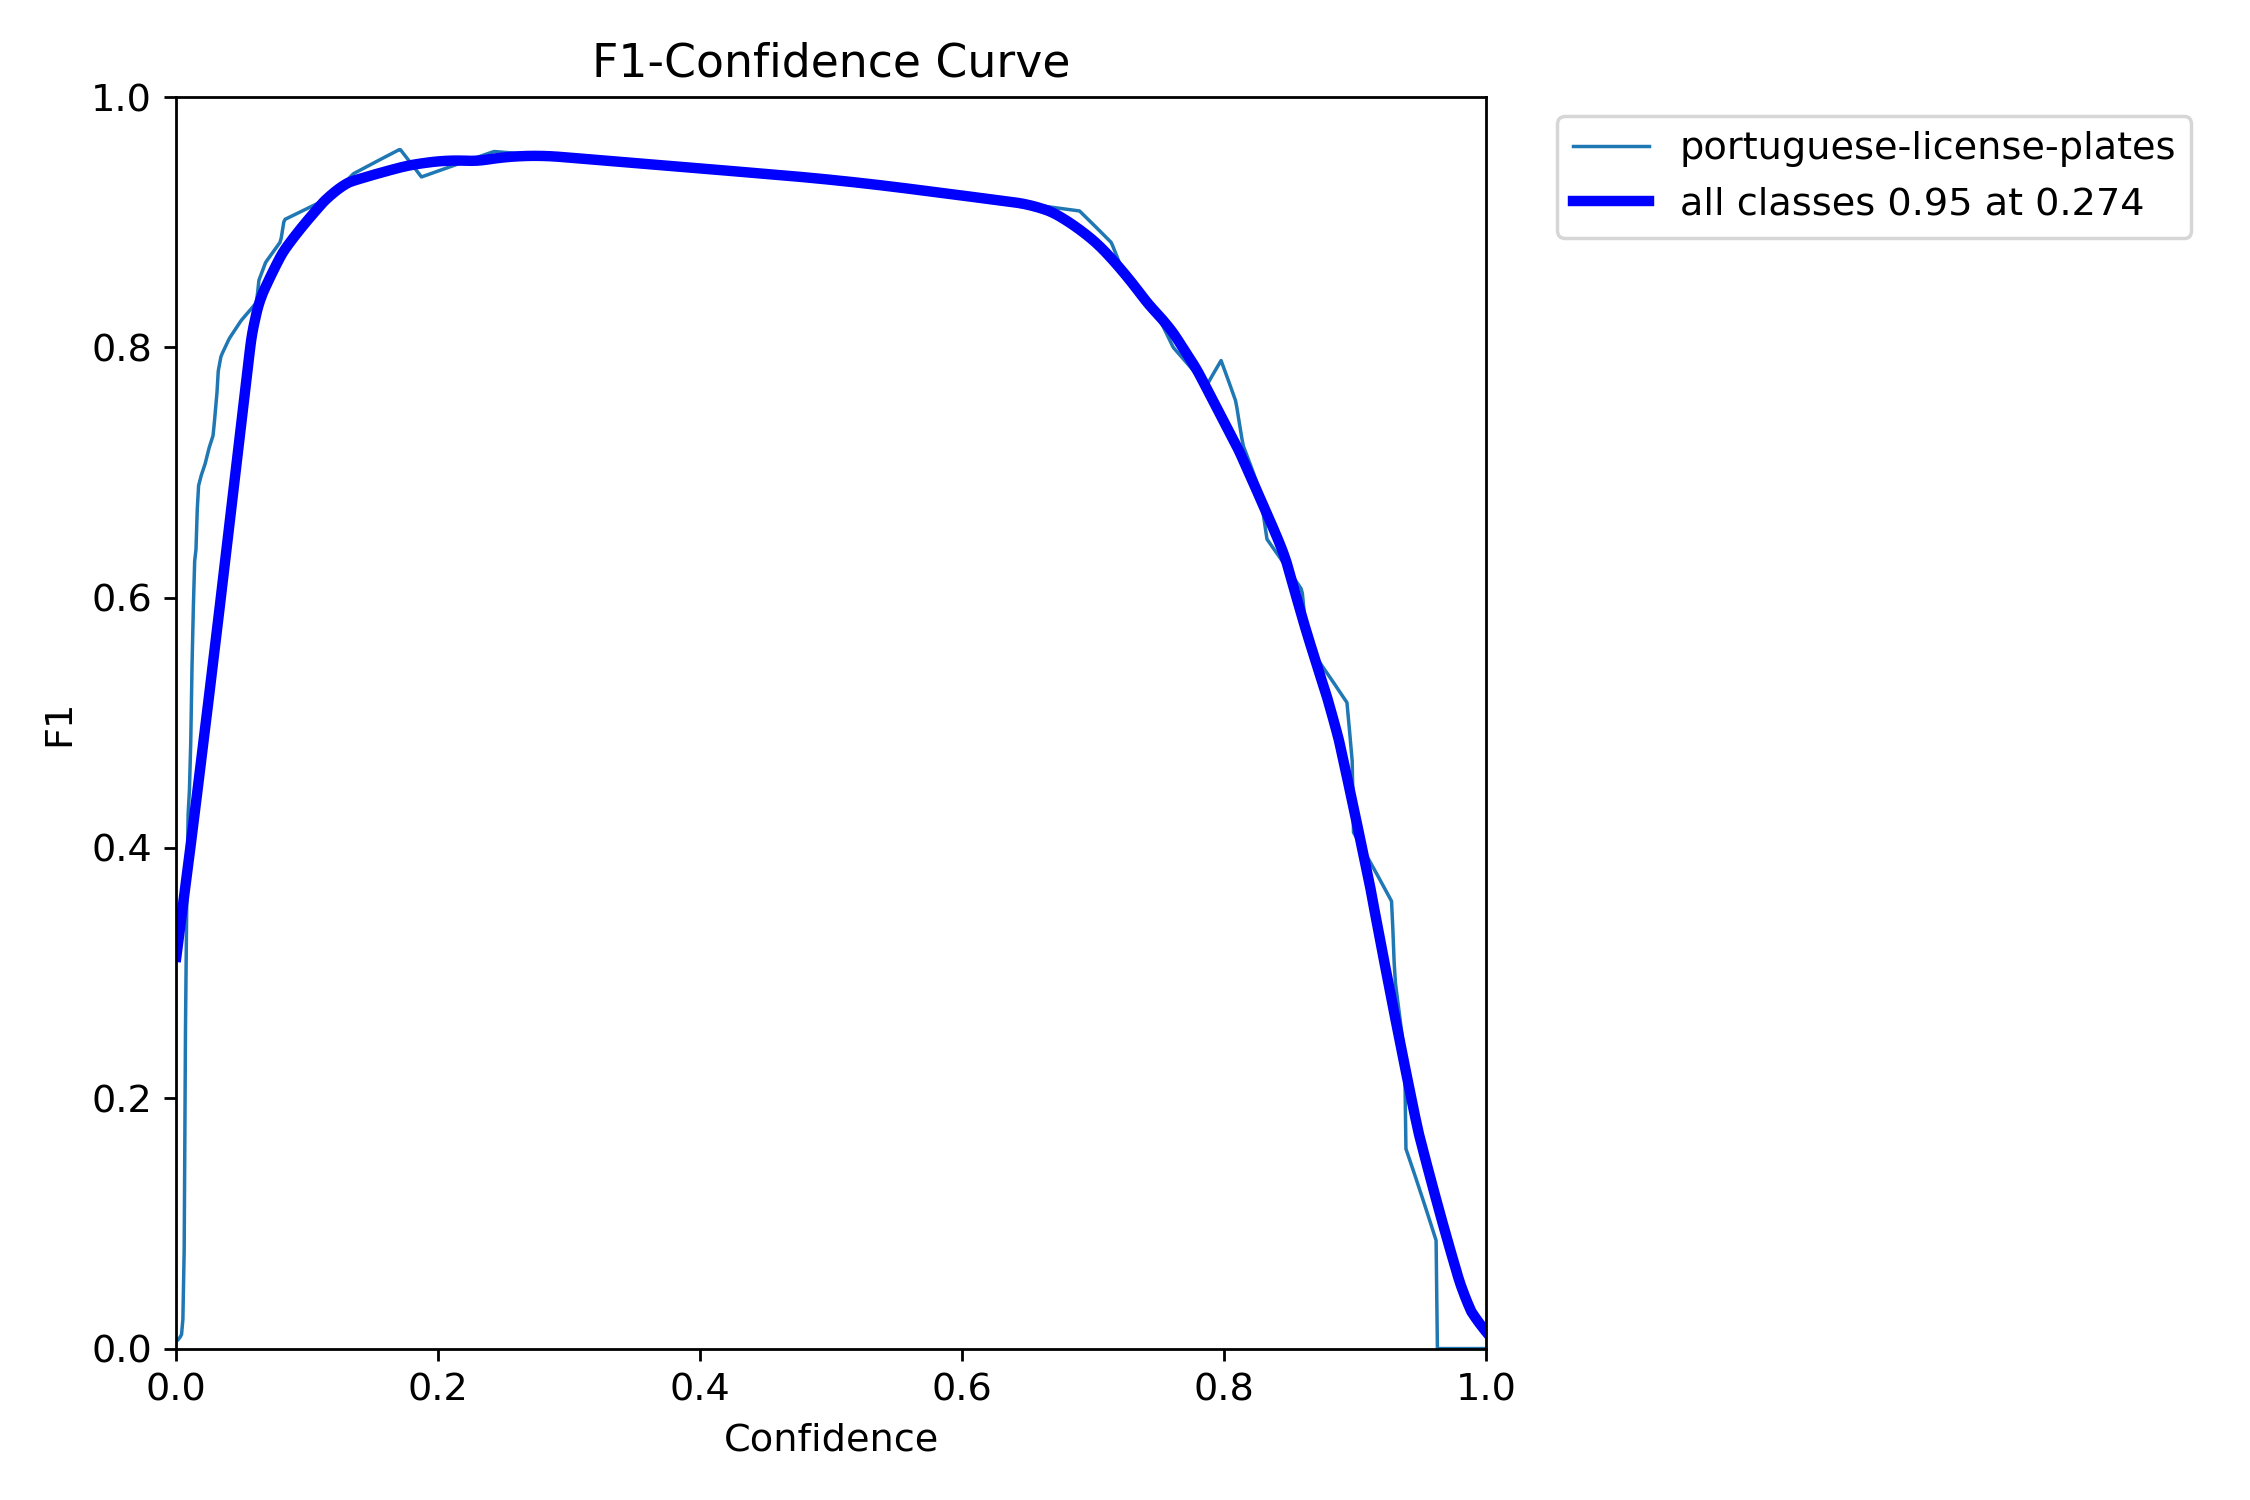 F1-Confidence Curve
1.0
0.8
0.6
0.4
0.2
0.0
F1
0.0 0.2 0.4 0.6 0.8 1.0
Confidence
portuguese-license-plates
all classes 0.95 at 0.274